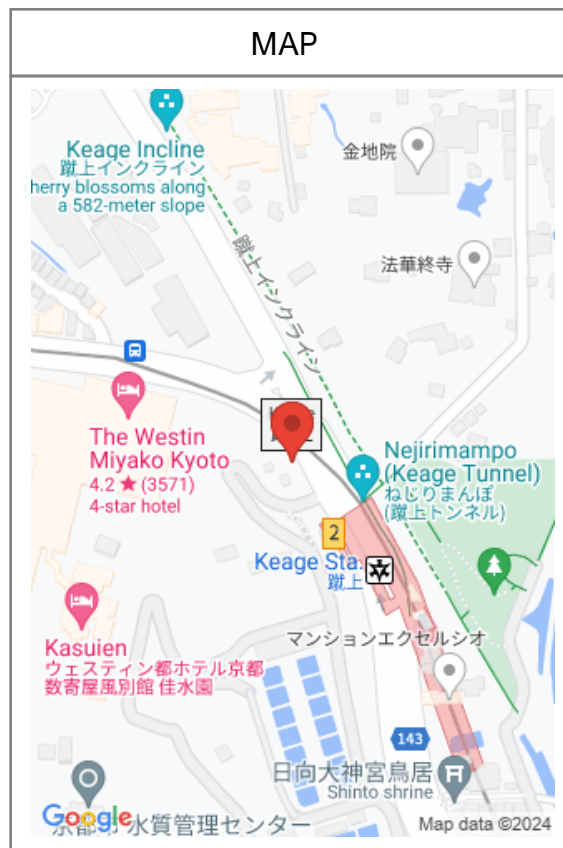 MAP
Keage Incline
蹴上インクライン
herry blossoms along
a 582-meter slope
金地院
法華終寺
蹴上インクライン
The Westin
Miyako Kyoto
4.2 ★ (3571)
4-star hotel
Nejirimampo
(Keage Tunnel)
ねじりまんぽ
(蹴上トンネル)
2
Keage Sta.
蹴上
マンションエクセルシオ
Kasuien
ウェスティン都ホテル京都
数寄屋風別館 佳水園
143
日向大神宮鳥居
Shinto shrine
Google
水質管理センター
Map data ©2024